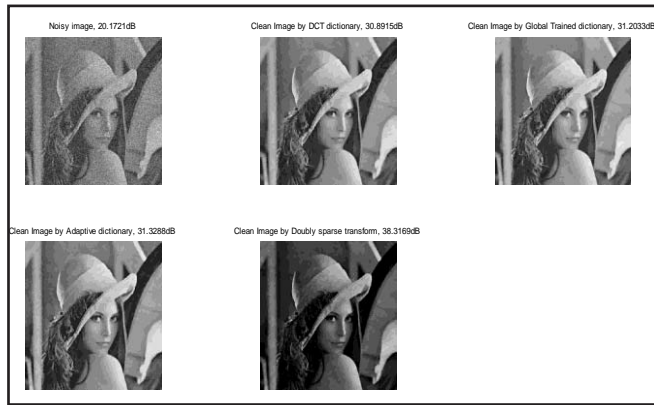 Noisy image, 20.1721dB
Clean Image by DCT dictionary, 30.8915dB
Clean Image by Global Trained dictionary, 31.2033dB
Clean Image by Adaptive dictionary, 31.3288dB
Clean Image by Doubly sparse transform, 38.3169dB